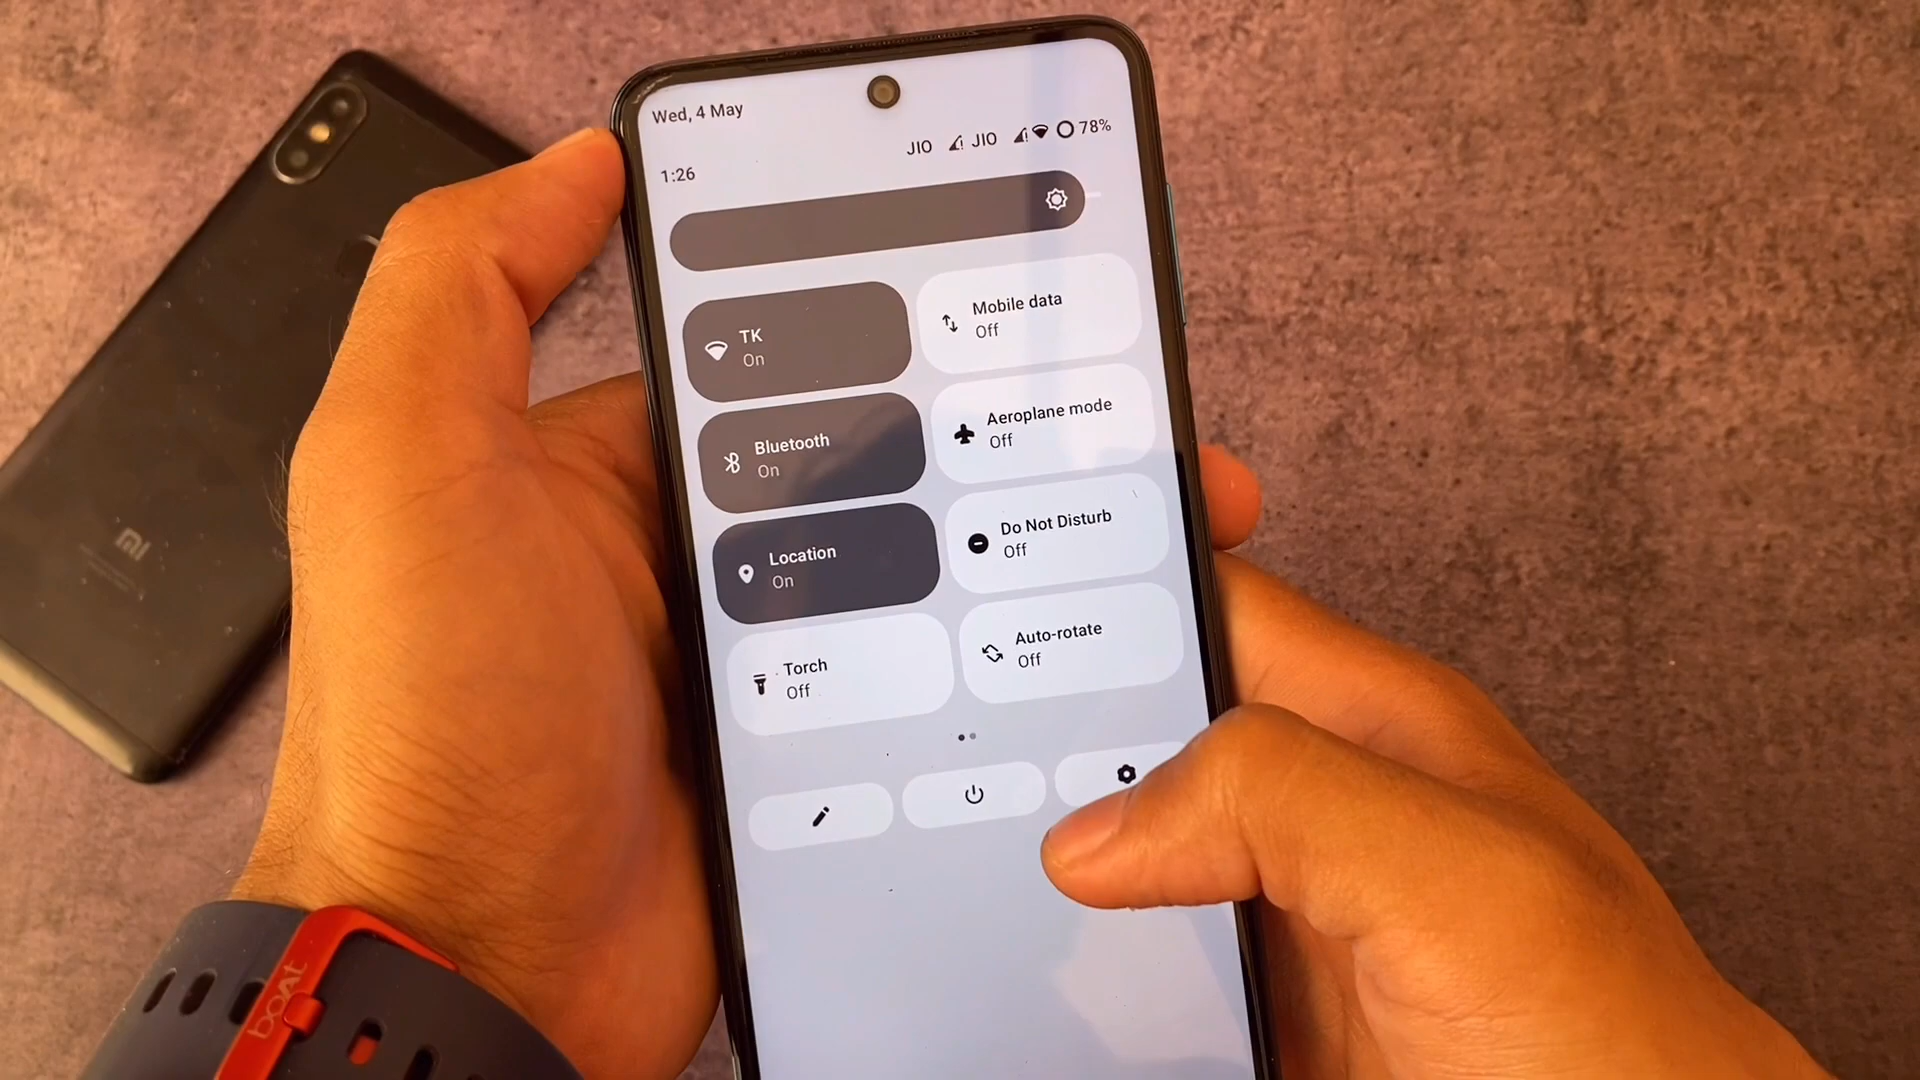 Wed, 4 May
JIO JIO 78%
1:26
TK
On
Mobile data
Off
Bluetooth
On
Aeroplane mode
Off
Location
On
Do Not Disturb
Off
Torch
Off
Auto-rotate
Off
mi
boAt